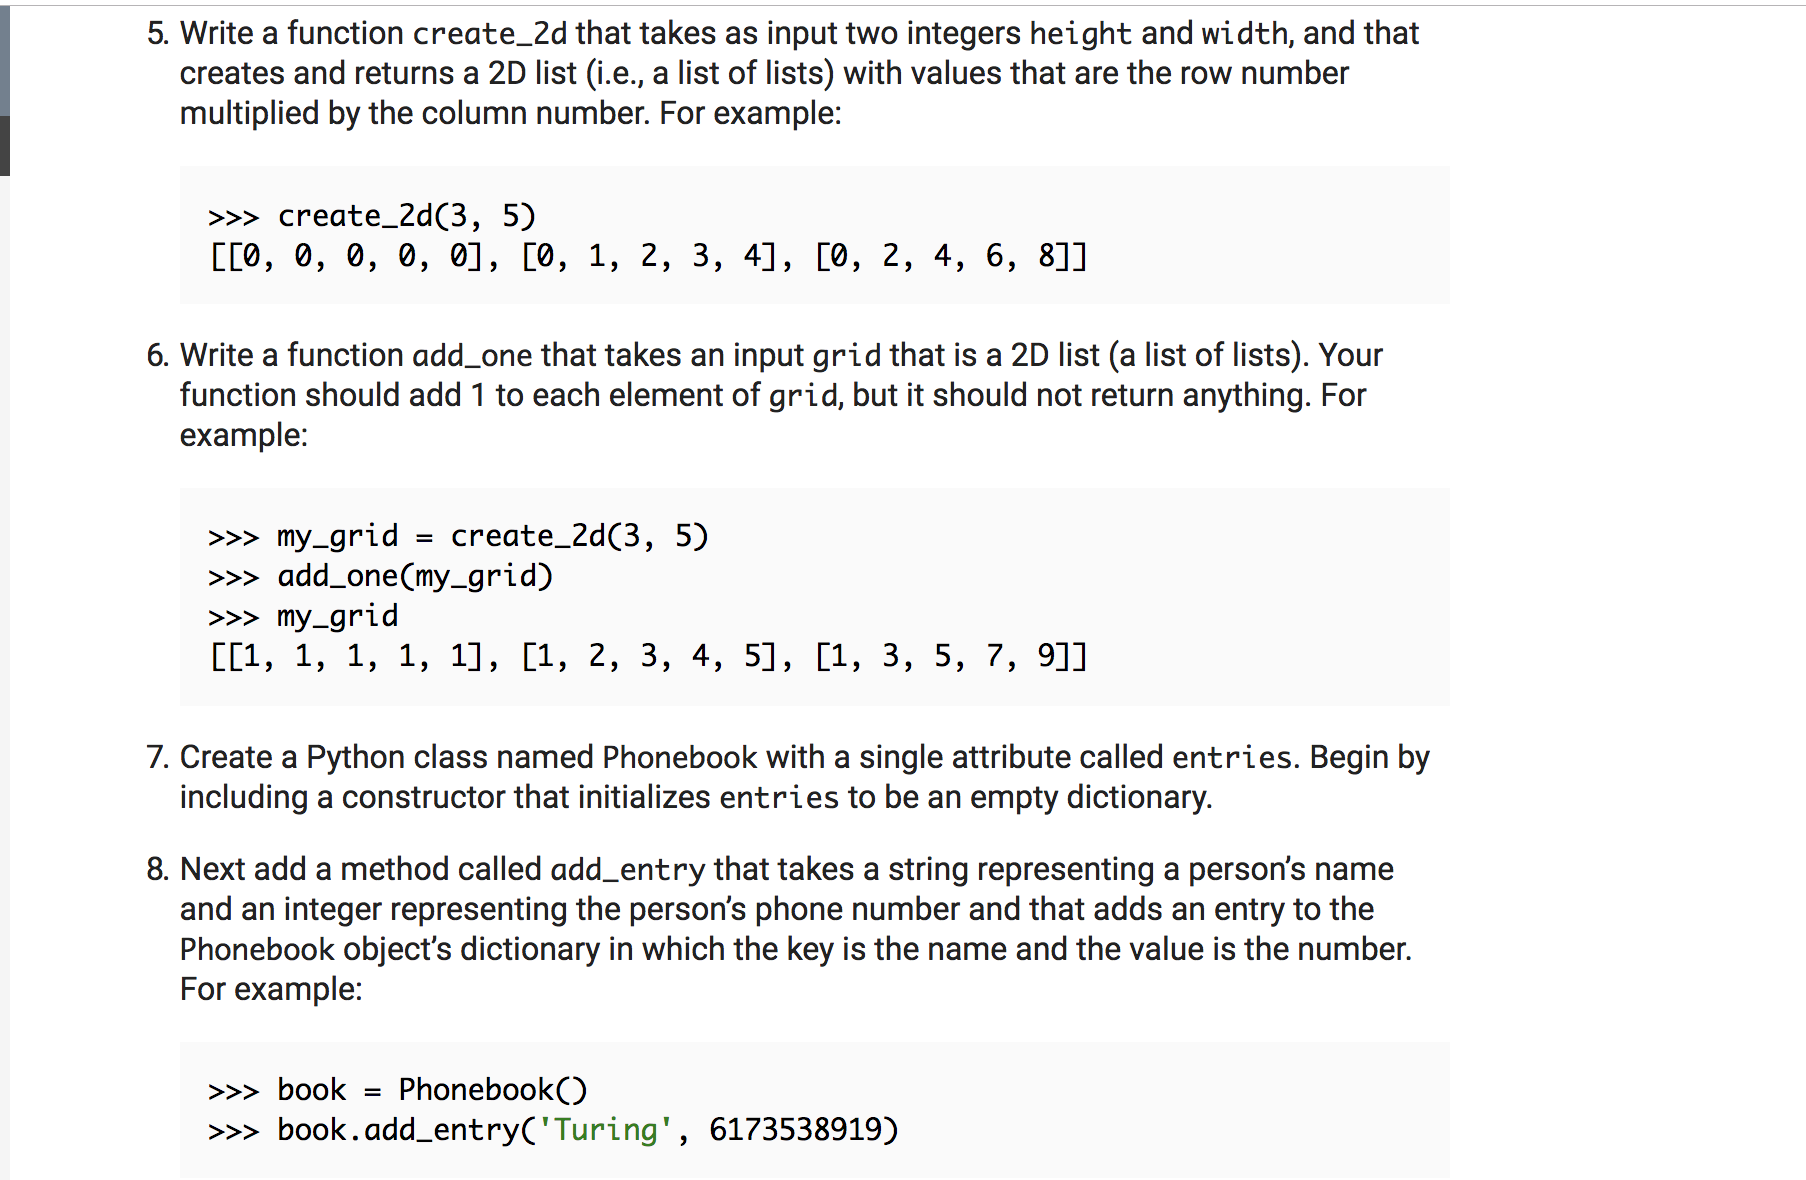 5. Write a function create_2d that takes as input two integers height and width, and that
creates and returns a 2D list (i.e., a list of lists) with values that are the row number
multiplied by the column number. For example:
>>> create_2d(3, 5)
[[0, 0, 0, 0, 0], [0, 1, 2, 3, 4], [0, 2, 4, 6, 8]]
6. Write a function add_one that takes an input grid that is a 2D list (a list of lists). Your
function should add 1 to each element of grid, but it should not return anything. For
example:
>>> my_grid = create_2d(3, 5)
>>> add_one(my_grid)
>>> my_grid
[[1, 1, 1, 1, 1], [1, 2, 3, 4, 5], [1, 3, 5, 7, 9]]
7. Create a Python class named Phonebook with a single attribute called entries. Begin by
including a constructor that initializes entries to be an empty dictionary.
8. Next add a method called add_entry that takes a string representing a person’s name
and an integer representing the person’s phone number and that adds an entry to the
Phonebook object’s dictionary in which the key is the name and the value is the number.
For example:
>>> book = Phonebook()
>>> book.add_entry('Turing', 6173538919)